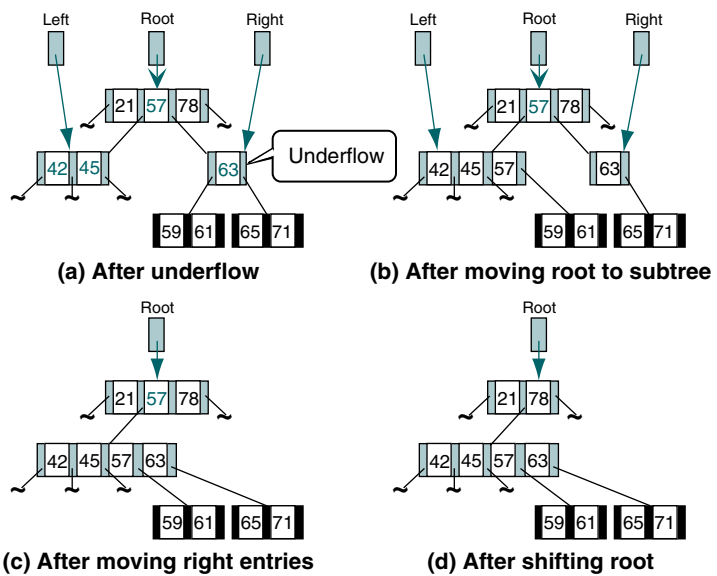 Left Root Right Left Root Right
21 57 78 21 57 78
42 45 63 Underflow 42 45 57 63
59 61 65 71 59 61 65 71
(a) After underflow (b) After moving root to subtree
Root Root
21 57 78 21 78
42 45 57 63 42 45 57 63
59 61 65 71 59 61 65 71
(c) After moving right entries (d) After shifting root